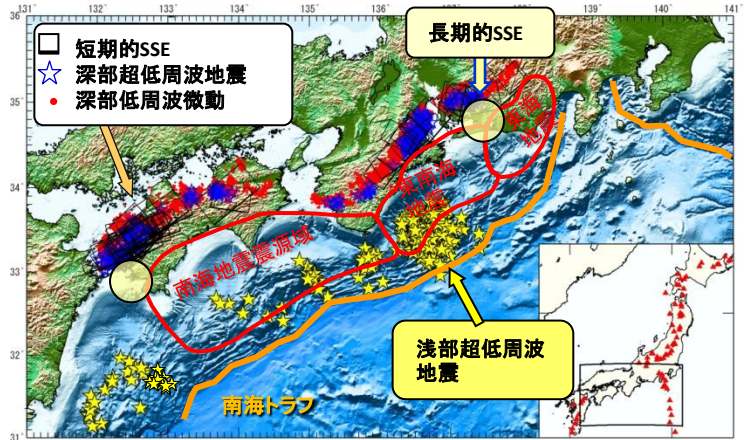 131° 132° 133° 134° 135° 136° 137° 138° 139° 140° 141°
36°
35°
34°
33°
32°
31°
短期的SSE
深部超低周波地震
深部低周波微動
長期的SSE
東海
地震
東南海
地震
南海地震震源域
浅部超低周波
地震
南海トラフ